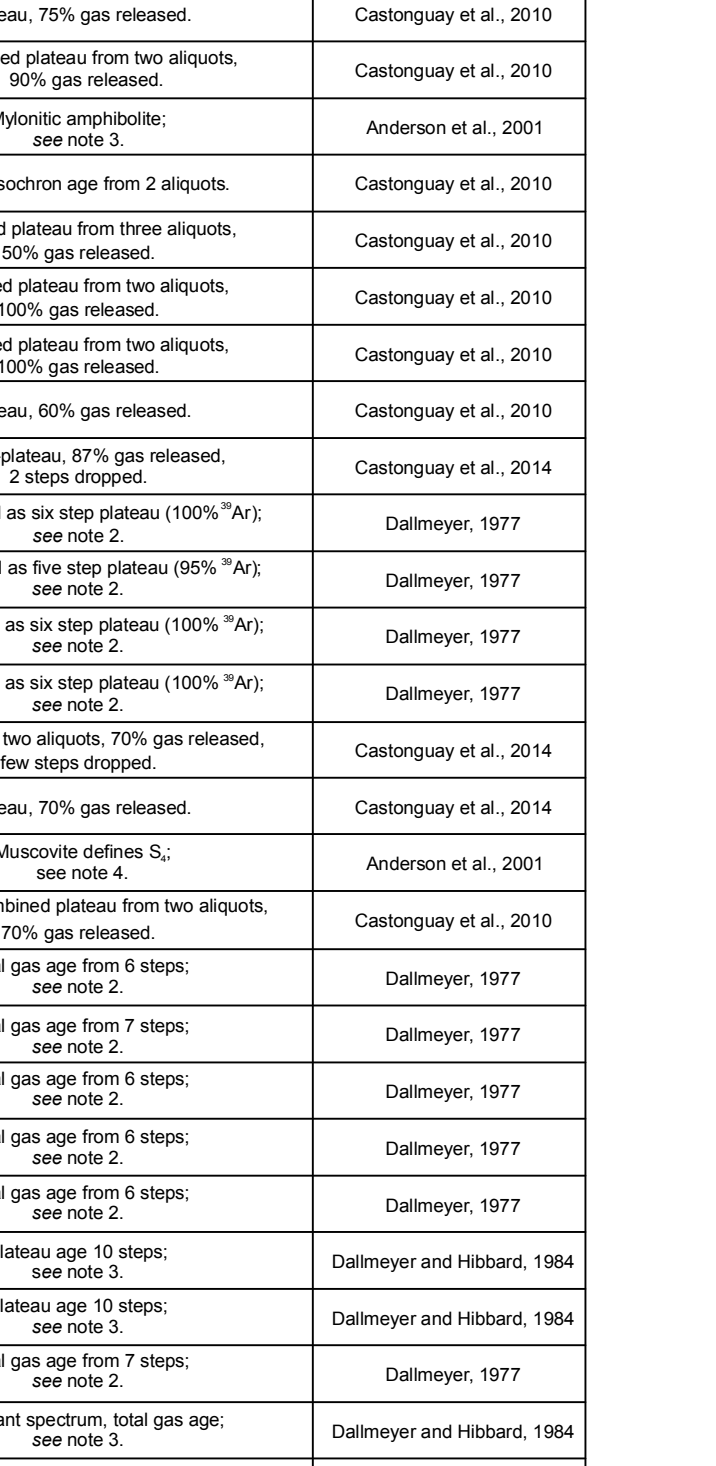 75% gas released.
Castonguay et al., 2010
plateau from two aliquots,
90% gas released.
Castonguay et al., 2010
Mylonitic amphibolite;
see note 3.
Anderson et al., 2001
age from 2 aliquots.
Castonguay et al., 2010
plateau from three aliquots,
50% gas released.
Castonguay et al., 2010
plateau from two aliquots,
100% gas released.
Castonguay et al., 2010
plateau from two aliquots,
100% gas released.
Castonguay et al., 2010
60% gas released.
Castonguay et al., 2010
plateau, 87% gas released,
2 steps dropped.
Castonguay et al., 2014
as six step plateau (100% ³⁹Ar);
see note 2.
Dallmeyer, 1977
as five step plateau (95% ³⁹Ar);
see note 2.
Dallmeyer, 1977
as six step plateau (100% ³⁹Ar);
see note 2.
Dallmeyer, 1977
as six step plateau (100% ³⁹Ar);
see note 2.
Dallmeyer, 1977
two aliquots, 70% gas released,
few steps dropped.
Castonguay et al., 2014
70% gas released.
Castonguay et al., 2014
Muscovite defines S₄;
see note 4.
Anderson et al., 2001
plateau from two aliquots,
70% gas released.
Castonguay et al., 2010
gas age from 6 steps;
see note 2.
Dallmeyer, 1977
gas age from 7 steps;
see note 2.
Dallmeyer, 1977
gas age from 6 steps;
see note 2.
Dallmeyer, 1977
gas age from 6 steps;
see note 2.
Dallmeyer, 1977
gas age from 6 steps;
see note 2.
Dallmeyer, 1977
age 10 steps;
see note 3.
Dallmeyer and Hibbard, 1984
age 10 steps;
see note 3.
Dallmeyer and Hibbard, 1984
gas age from 7 steps;
see note 2.
Dallmeyer, 1977
spectrum, total gas age;
see note 3.
Dallmeyer and Hibbard, 1984